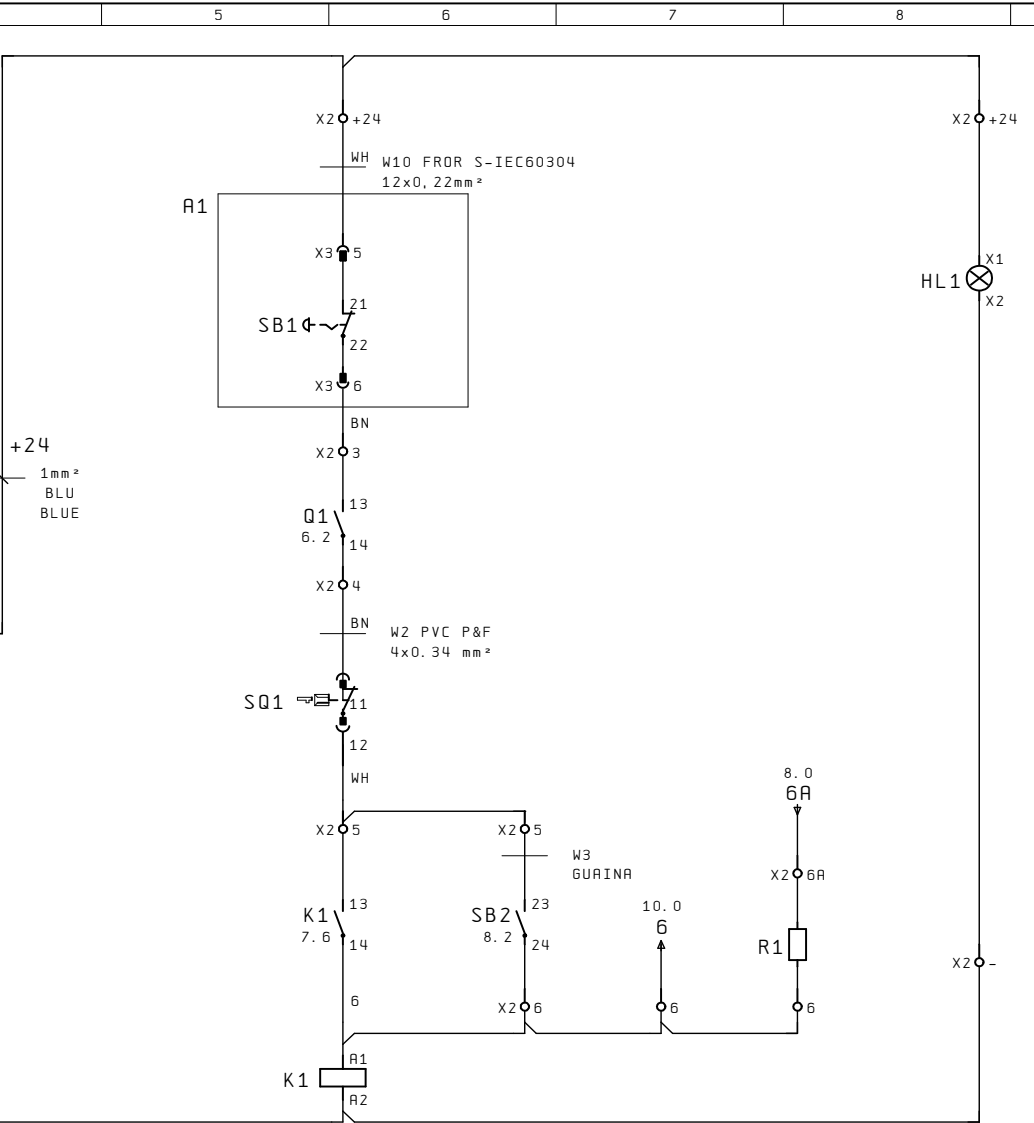 5 6 7 8
X2 +24 X2 +24
WH W10 FROR S-IEC60304
12x0,22mm²
A1
X3 5
X1
HL1
X2
21
SB1
22
X3 6
BN
+24
X2 3
1mm²
BLU
BLUE
13
Q1
6.2
14
X2 4
BN W2 PVC P&F
4x0.34 mm²
SQ1 11
12
WH
8.0
6A
X2 5 X2 5
W3
GUAINA
X2 6A
13 23
10.0
K1 SB2
6
7.6 8.2
14 24
R1
X2 -
6 X2 6 6 6
A1
K1
A2